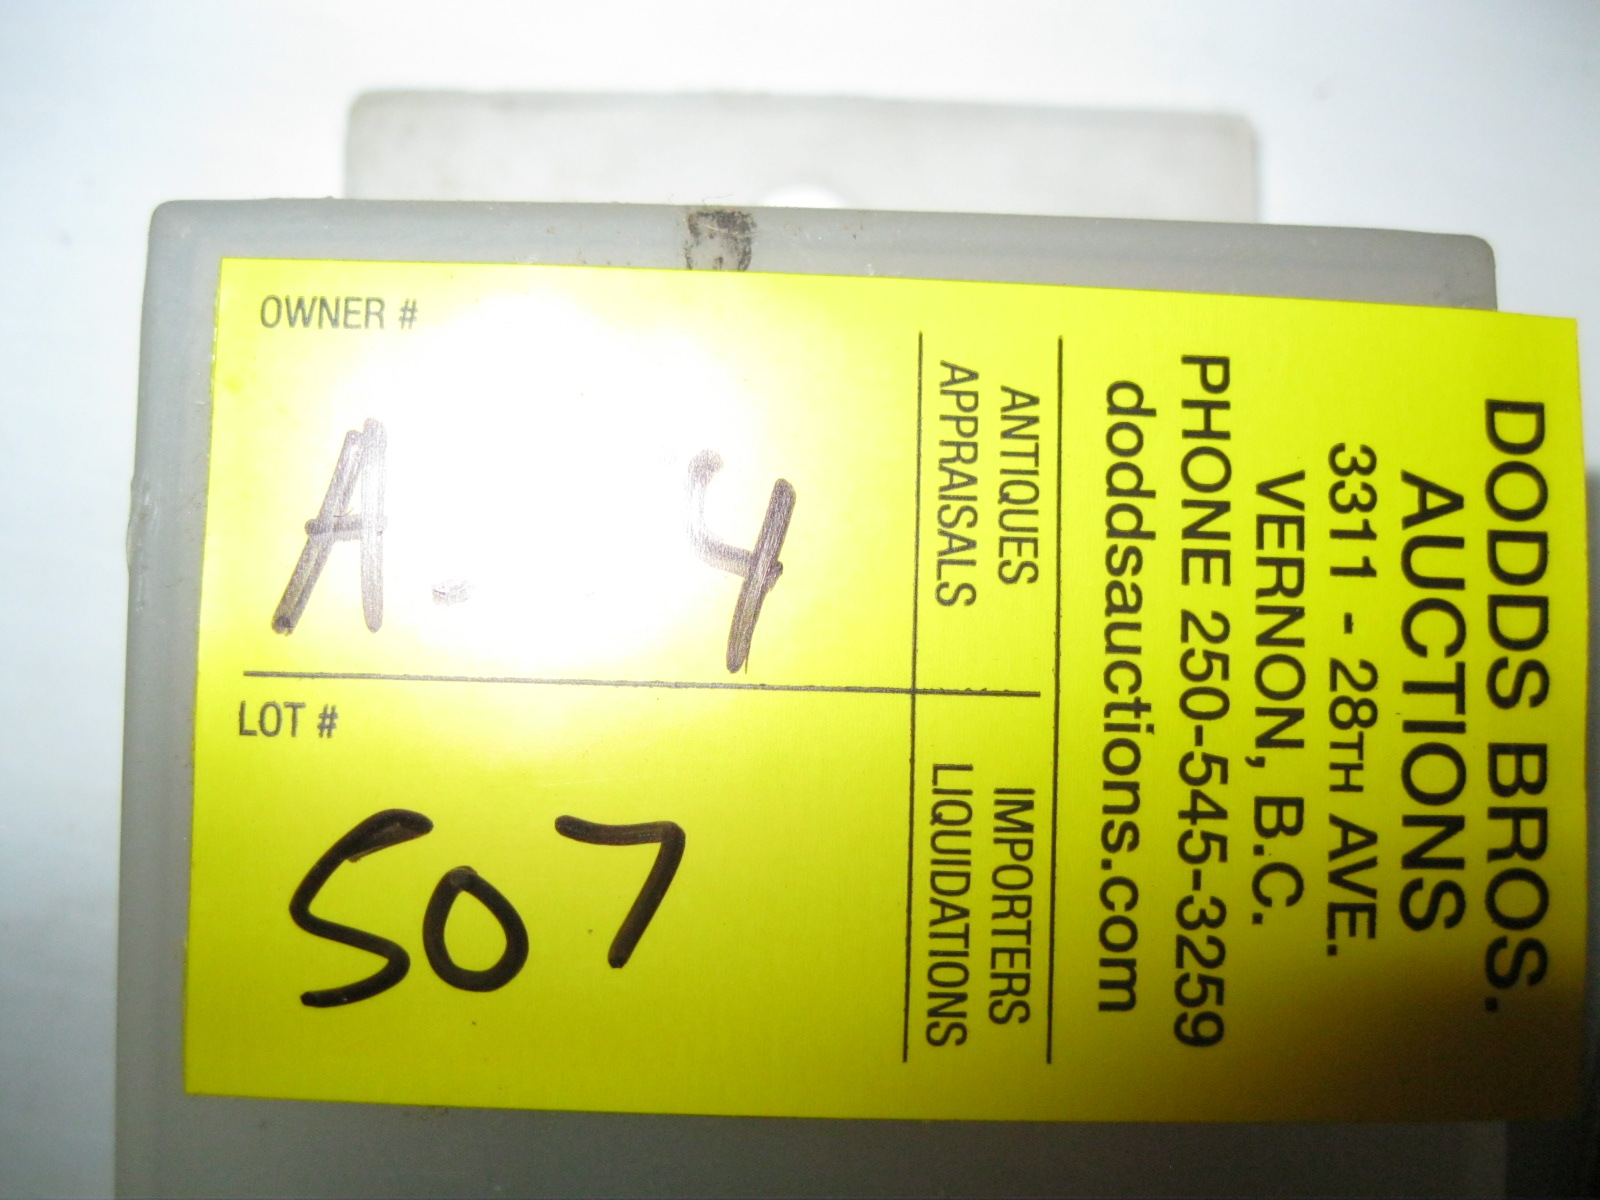 DODDS BROS.
AUCTIONS
3311 - 28TH AVE.
VERNON, B.C.
PHONE 250-545-3259
doddsauctions.com
ANTIQUES
APPRAISALS
IMPORTERS
LIQUIDATIONS
OWNER #
A- 4
LOT #
507